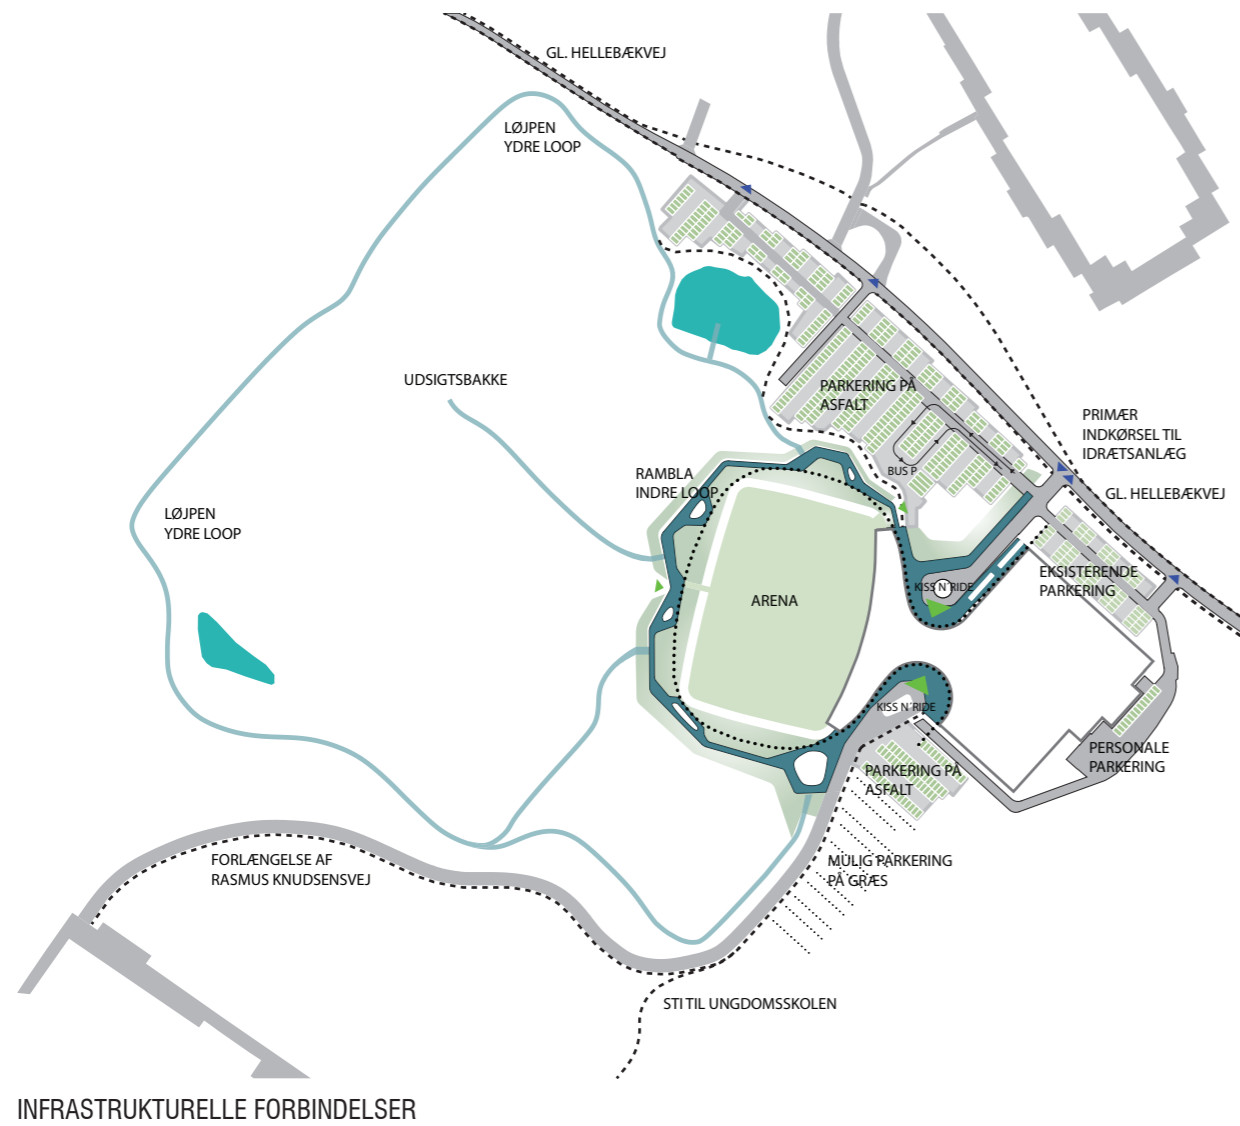 GL. HELLEBÆKVEJ
LØJPEN
YDRE LOOP
UDSIGTSBAKKE
PARKERING PÅ
ASFALT
PRIMÆR
INDKØRSEL TIL
IDRÆTSANLÆG
BUS P
RAMBLA
INDRE LOOP
GL. HELLEBÆKVEJ
LØJPEN
YDRE LOOP
EKSISTERENDE
PARKERING
KISS N´RIDE
ARENA
KISS N´RIDE
PERSONALE
PARKERING
PARKERING PÅ
ASFALT
FORLÆNGELSE AF
RASMUS KNUDSENSVEJ
MULIG PARKERING
PÅ GRÆS
STI TIL UNGDOMSSKOLEN
INFRASTRUKTURELLE FORBINDELSER